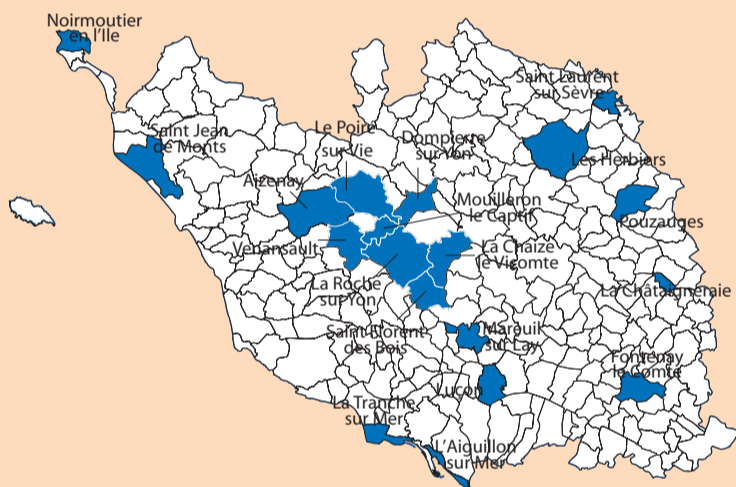 Noirmoutier
en l'Ile
Saint Laurent
sur Sèvre
Saint Jean
de Monts
Le Poiré
sur Vie
Dompierre
sur Yon
Les Herbiers
Aizenay
Mouilleron
le Captif
Pouzauges
Venansault
La Chaize
le Vicomte
La Roche
sur Yon
La Châtaigneraie
Saint Florent
des Bois
Mareuil
sur Lay
Fontenay
le Comte
Luçon
La Tranche
sur Mer
L'Aiguillon
sur Mer